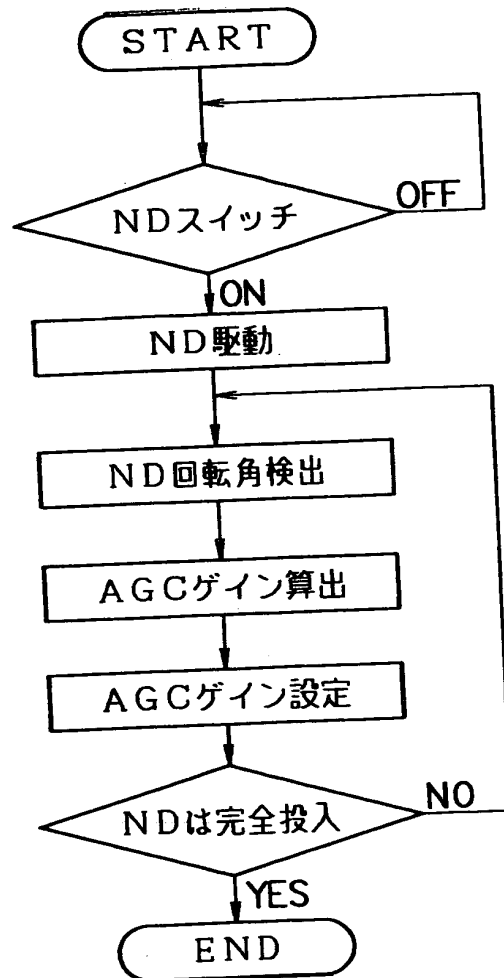 START
NDスイッチ
OFF
ON
ND駆動
ND回転角検出
AGCゲイン算出
AGCゲイン設定
NDは完全投入
NO
YES
END